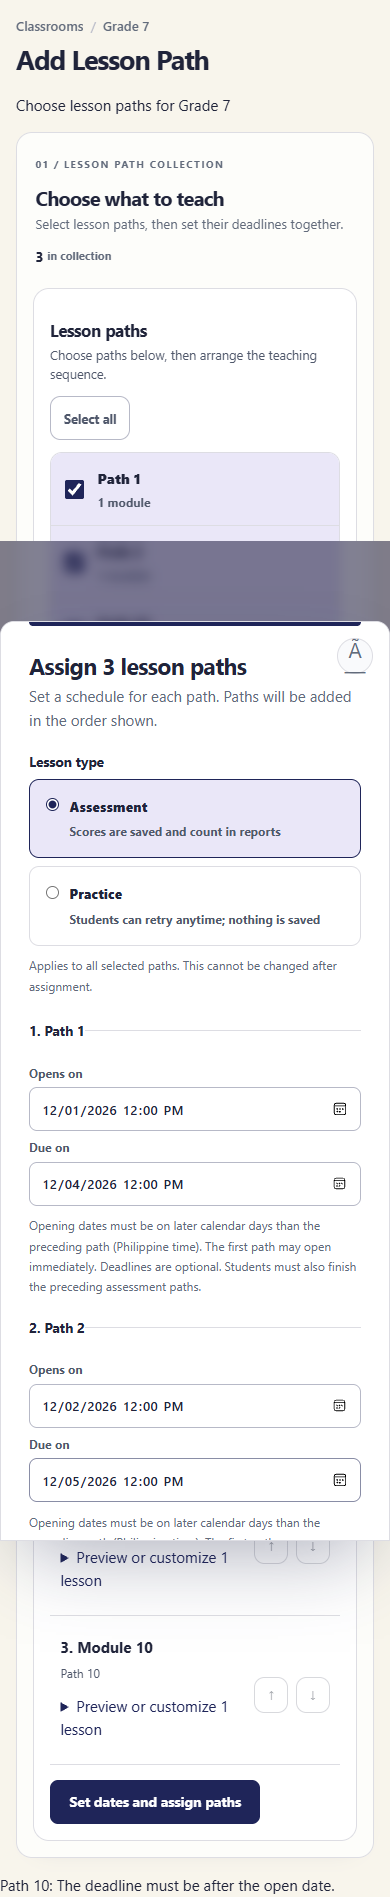 Classrooms / Grade 7
Add Lesson Path
Choose lesson paths for Grade 7
01 / LESSON PATH COLLECTION
Choose what to teach
Select lesson paths, then set their deadlines together.
3 in collection
Lesson paths
Choose paths below, then arrange the teaching
sequence.
Select all
Path 1
1 module
Assign 3 lesson paths
Ã
Set a schedule for each path. Paths will be added
in the order shown.
Lesson type
Assessment
Scores are saved and count in reports
Practice
Students can retry anytime; nothing is saved
Applies to all selected paths. This cannot be changed after
assignment.
1. Path 1
Opens on
12/01/2026 12:00 PM
Due on
12/04/2026 12:00 PM
Opening dates must be on later calendar days than the
preceding path (Philippine time). The first path may open
immediately. Deadlines are optional. Students must also finish
the preceding assessment paths.
2. Path 2
Opens on
12/02/2026 12:00 PM
Due on
12/05/2026 12:00 PM
Opening dates must be on later calendar days than the
▶ Preview or customize 1
lesson
↑ ↓
3. Module 10
Path 10
▶ Preview or customize 1
lesson
↑ ↓
Set dates and assign paths
Path 10: The deadline must be after the open date.